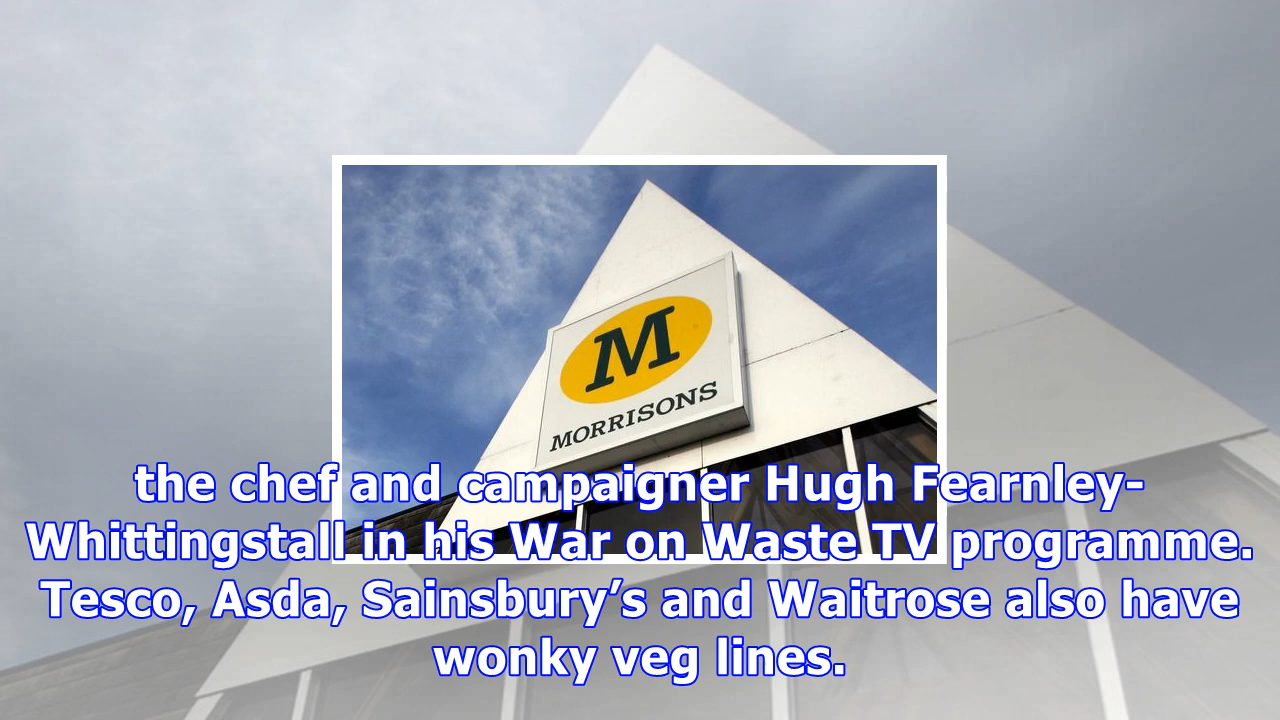 M
MORRISONS
the chef and campaigner Hugh Fearnley-
Whittingstall in his War on Waste TV programme.
Tesco, Asda, Sainsbury’s and Waitrose also have
wonky veg lines.